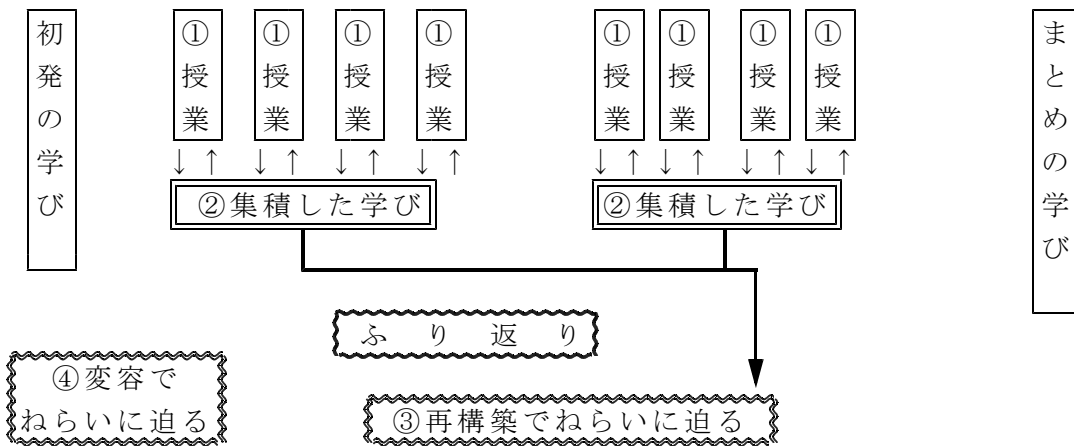 初発の学び
①授業
①授業
①授業
①授業
①授業
①授業
①授業
①授業
まとめの学び
↓ ↑ ↓ ↑ ↓ ↑ ↓ ↑
↓ ↑ ↓ ↑ ↓ ↑ ↓ ↑
②集積した学び
②集積した学び
ふり返り
④変容で
ねらいに迫る
③再構築でねらいに迫る